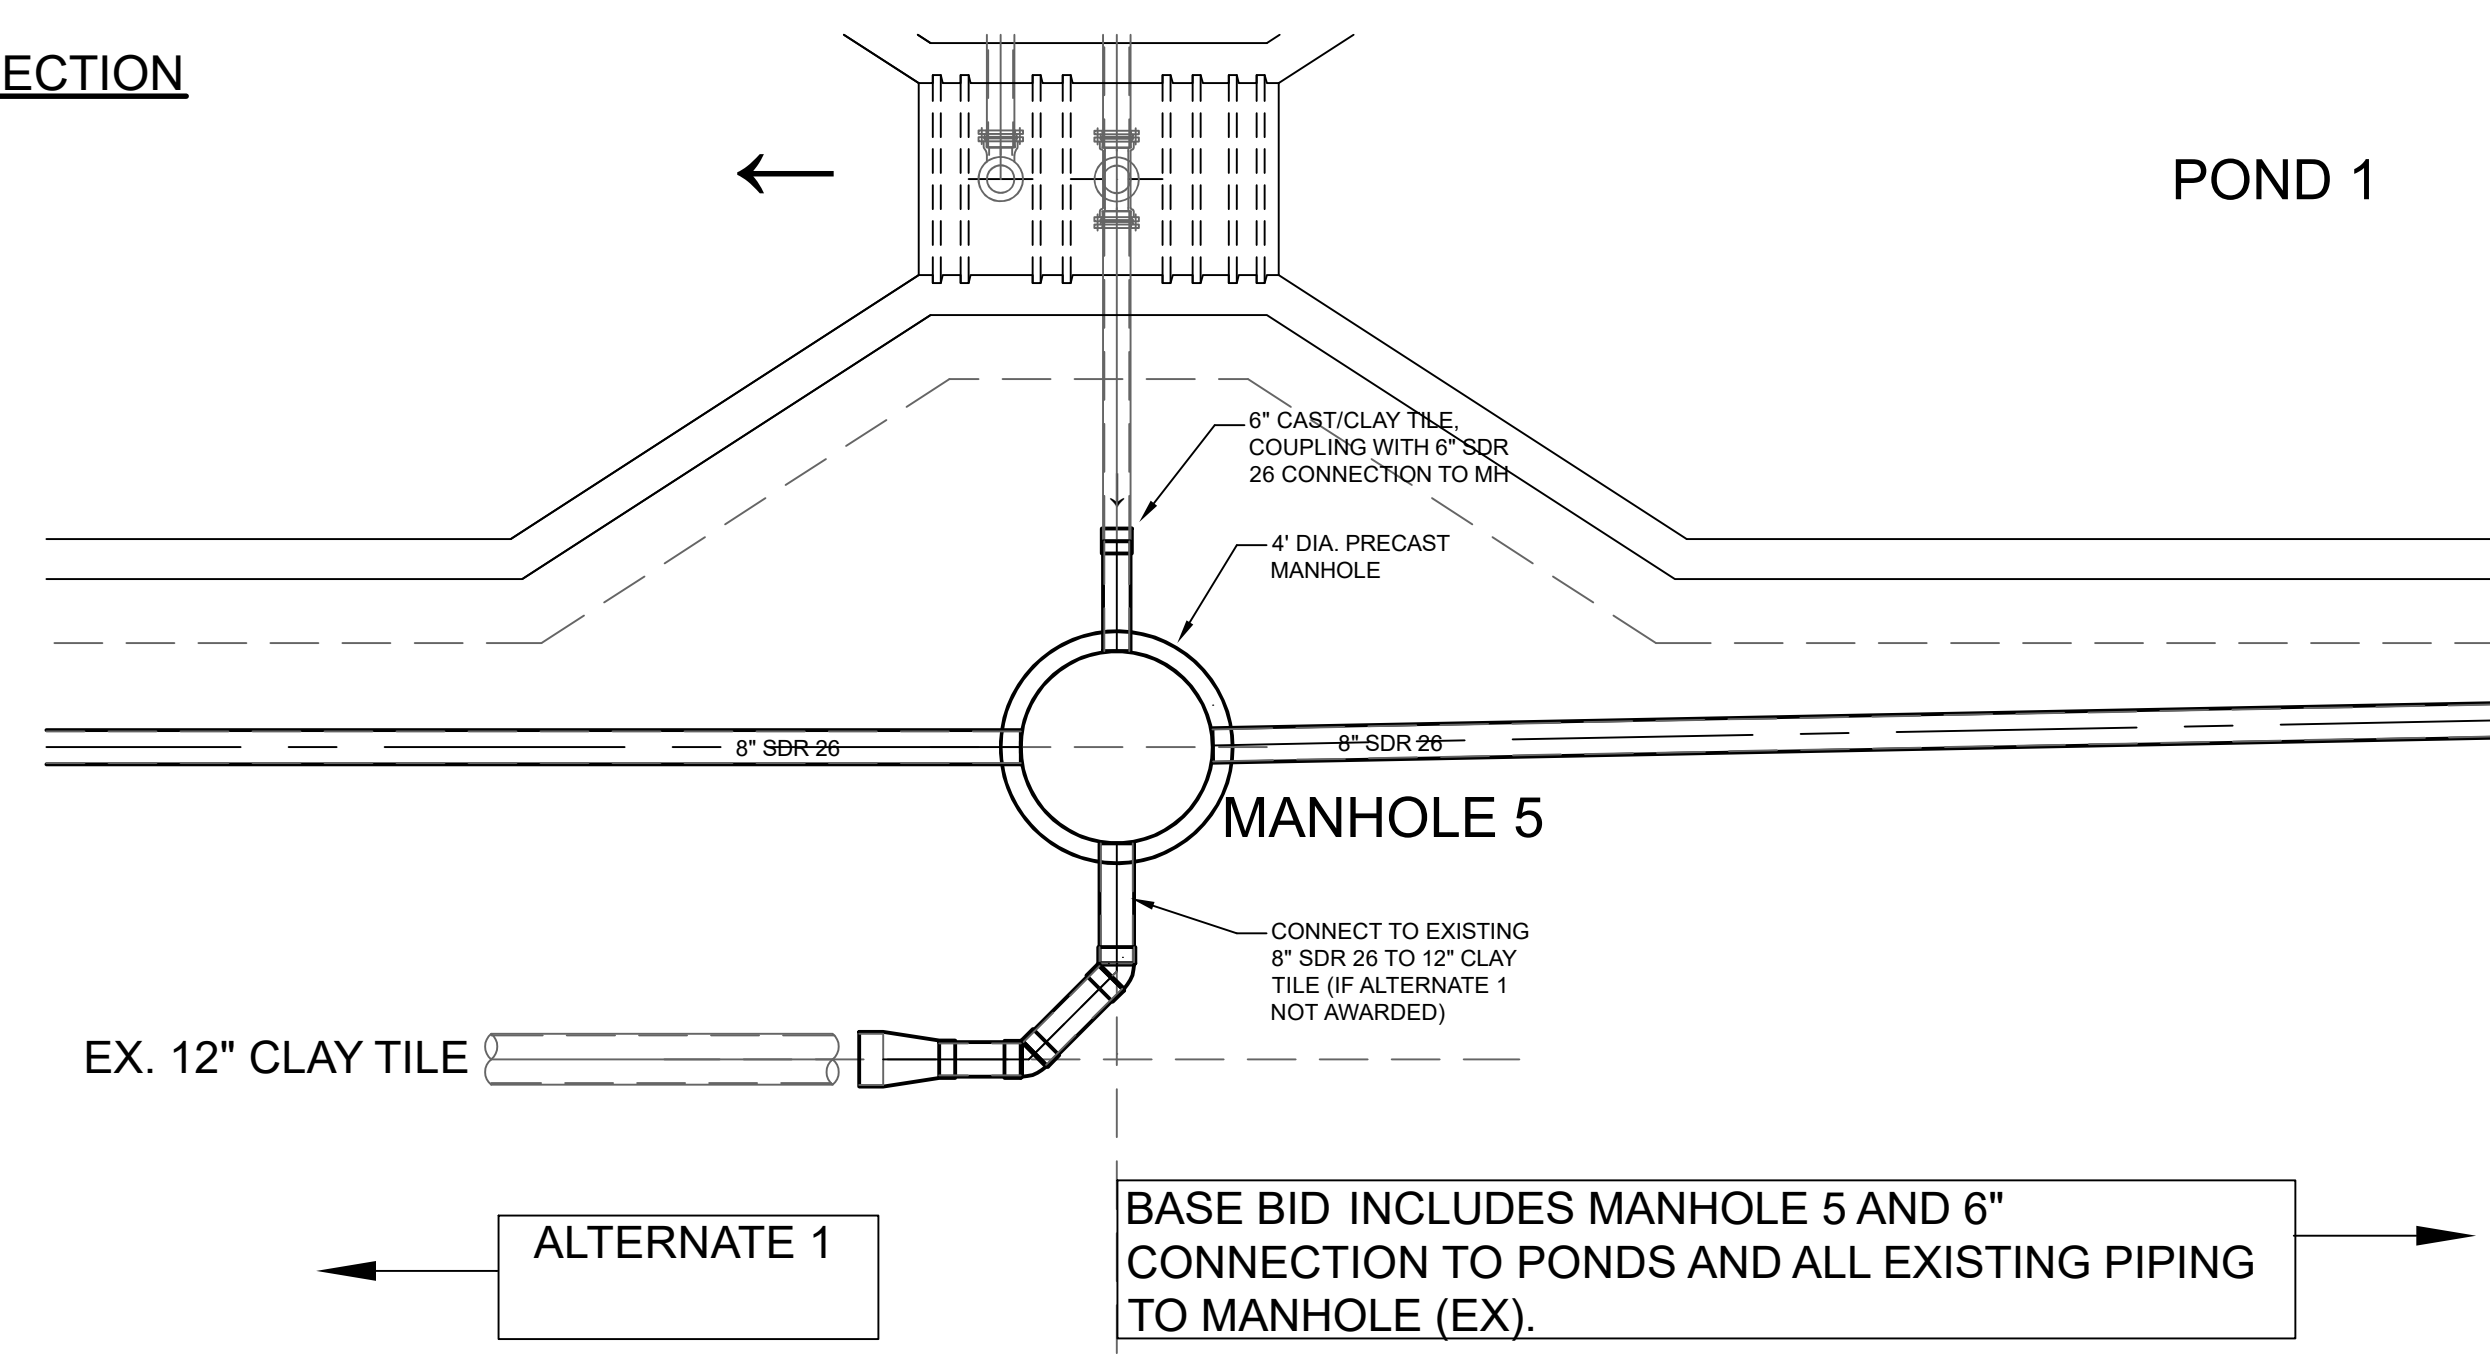 ECTION
POND 1
6" CAST/CLAY TILE,
COUPLING WITH 6" SDR
26 CONNECTION TO MH
4' DIA. PRECAST
MANHOLE
8" SDR 26
8" SDR 26
MANHOLE 5
CONNECT TO EXISTING
8" SDR 26 TO 12" CLAY
TILE (IF ALTERNATE 1
NOT AWARDED)
EX. 12" CLAY TILE
ALTERNATE 1
BASE BID INCLUDES MANHOLE 5 AND 6"
CONNECTION TO PONDS AND ALL EXISTING PIPING
TO MANHOLE (EX).